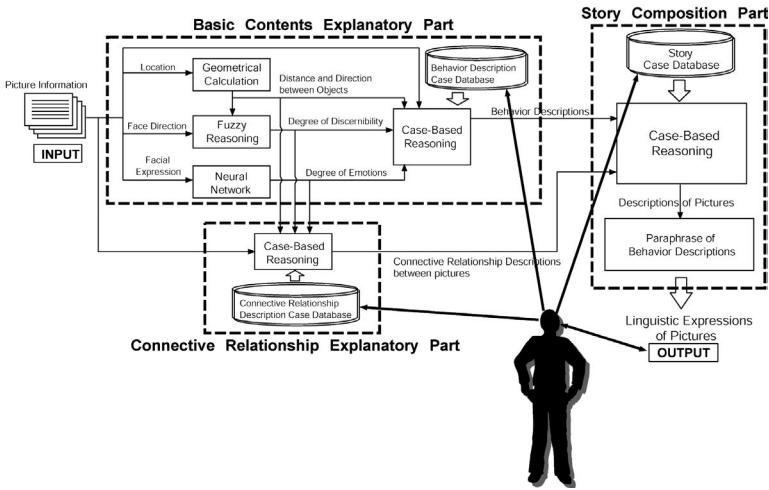 Basic Contents Explanatory Part
Story Composition Part
Picture Information
INPUT
Location
Face Direction
Facial
Expression
Geometrical
Calculation
Fuzzy
Reasoning
Neural
Network
Distance and Direction
between Objects
Degree of Discernibility
Degree of Emotions
Behavior Description
Case Database
Case-Based
Reasoning
Behavior Descriptions
Story
Case Database
Case-Based
Reasoning
Descriptions of Pictures
Paraphrase of
Behavior Descriptions
Linguistic Expressions
of Pictures
OUTPUT
Case-Based
Reasoning
Connective Relationship Descriptions
between pictures
Connective Relationship
Description Case Database
Connective Relationship Explanatory Part